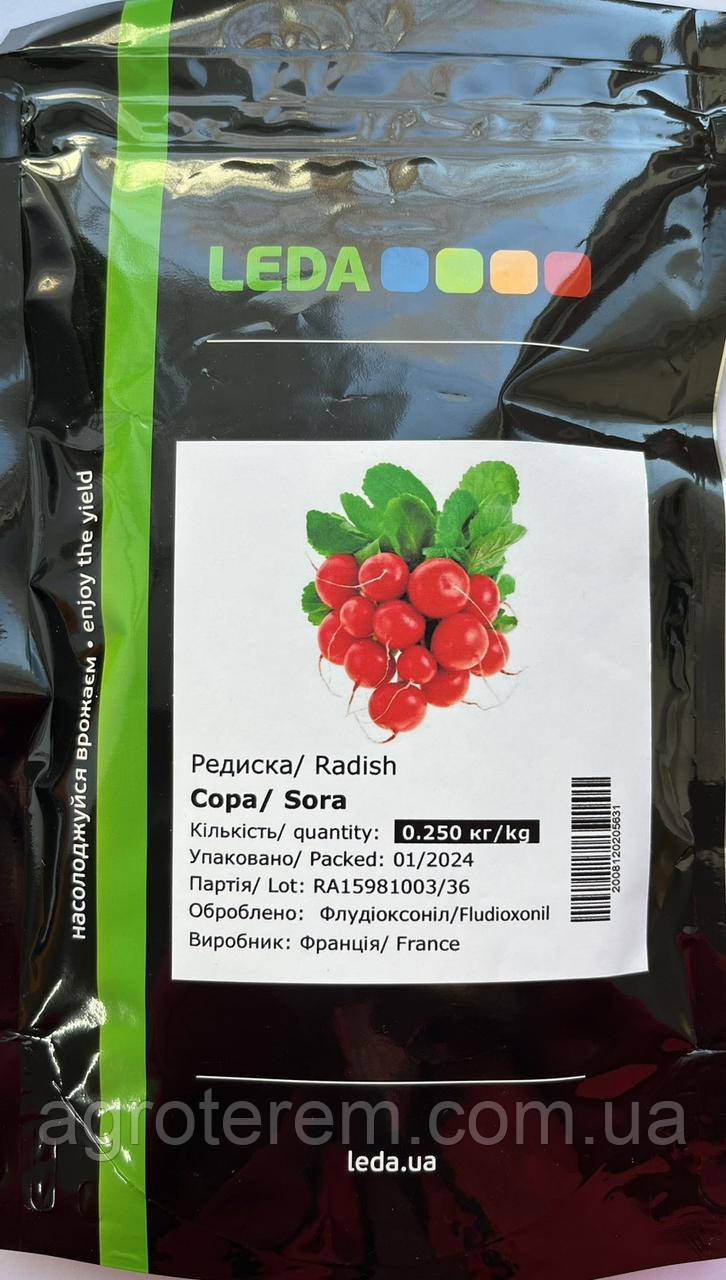 LEDA
насолоджуйся врожаєм • enjoy the yield
Редиска/ Radish
Сора/ Sora
Кількість/ quantity: 0.250 кг/kg
Упаковано/ Packed: 01/2024
Партія/ Lot: RA15981003/36
Оброблено: Флудіоксоніл/Fludioxonil
Виробник: Франція/ France
2008120205631
agroterem.com.ua
leda.ua